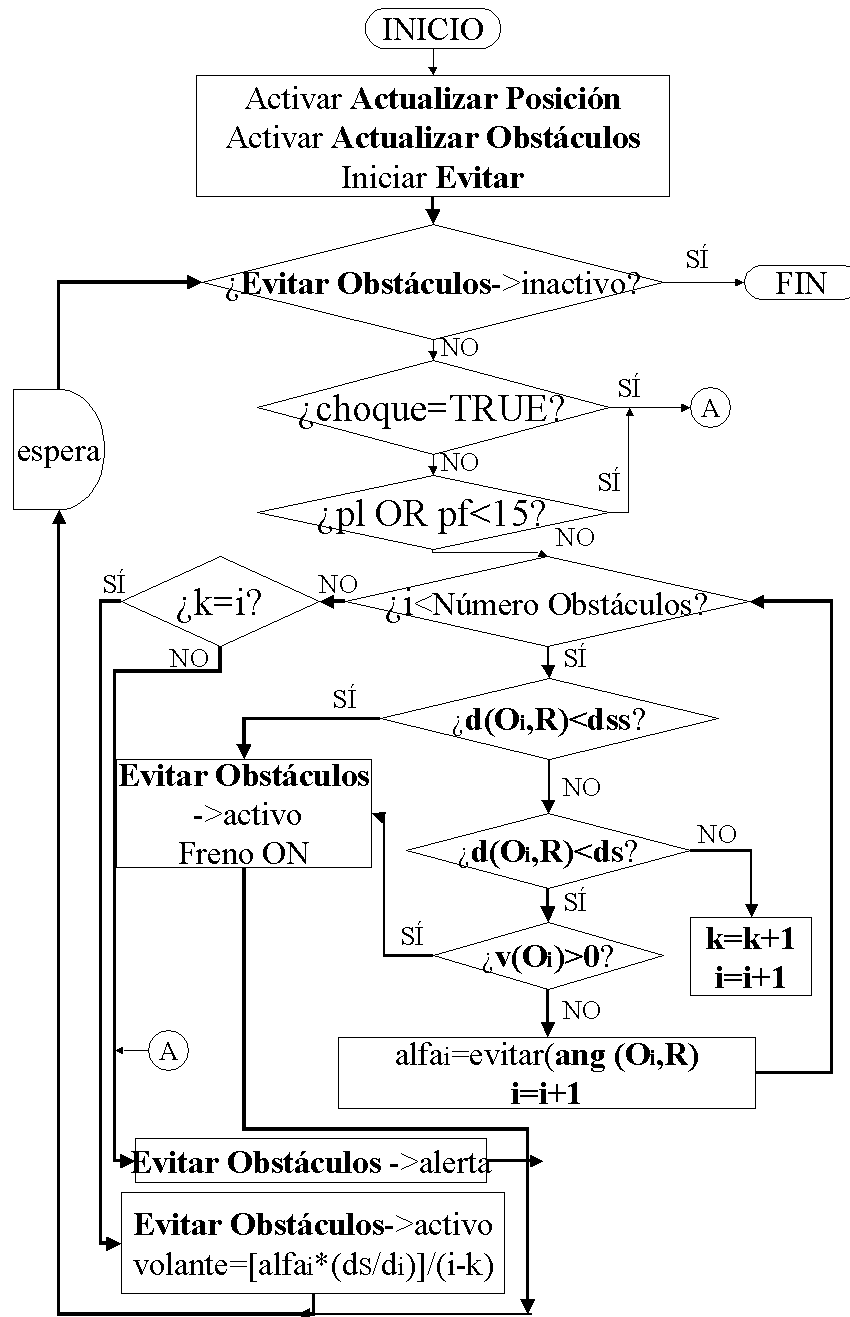 INICIO
Activar Actualizar Posición
Activar Actualizar Obstáculos
Iniciar Evitar
¿Evitar Obstáculos->inactivo?
SÍ
FIN
NO
¿choque=TRUE?
SÍ
A
espera
NO
¿pl OR pf<15?
SÍ
NO
SÍ
¿k=i?
NO
¿i<Número Obstáculos?
NO
SÍ
SÍ
¿d(Oi,R)<dss?
Evitar Obstáculos
->activo
Freno ON
NO
¿d(Oi,R)<ds?
NO
SÍ
k=k+1
i=i+1
SÍ
¿v(Oi)>0?
NO
A
alfai=evitar(ang (Oi,R)
i=i+1
Evitar Obstáculos ->alerta
Evitar Obstáculos->activo
volante=[alfai*(dS/di)]/(i-k)